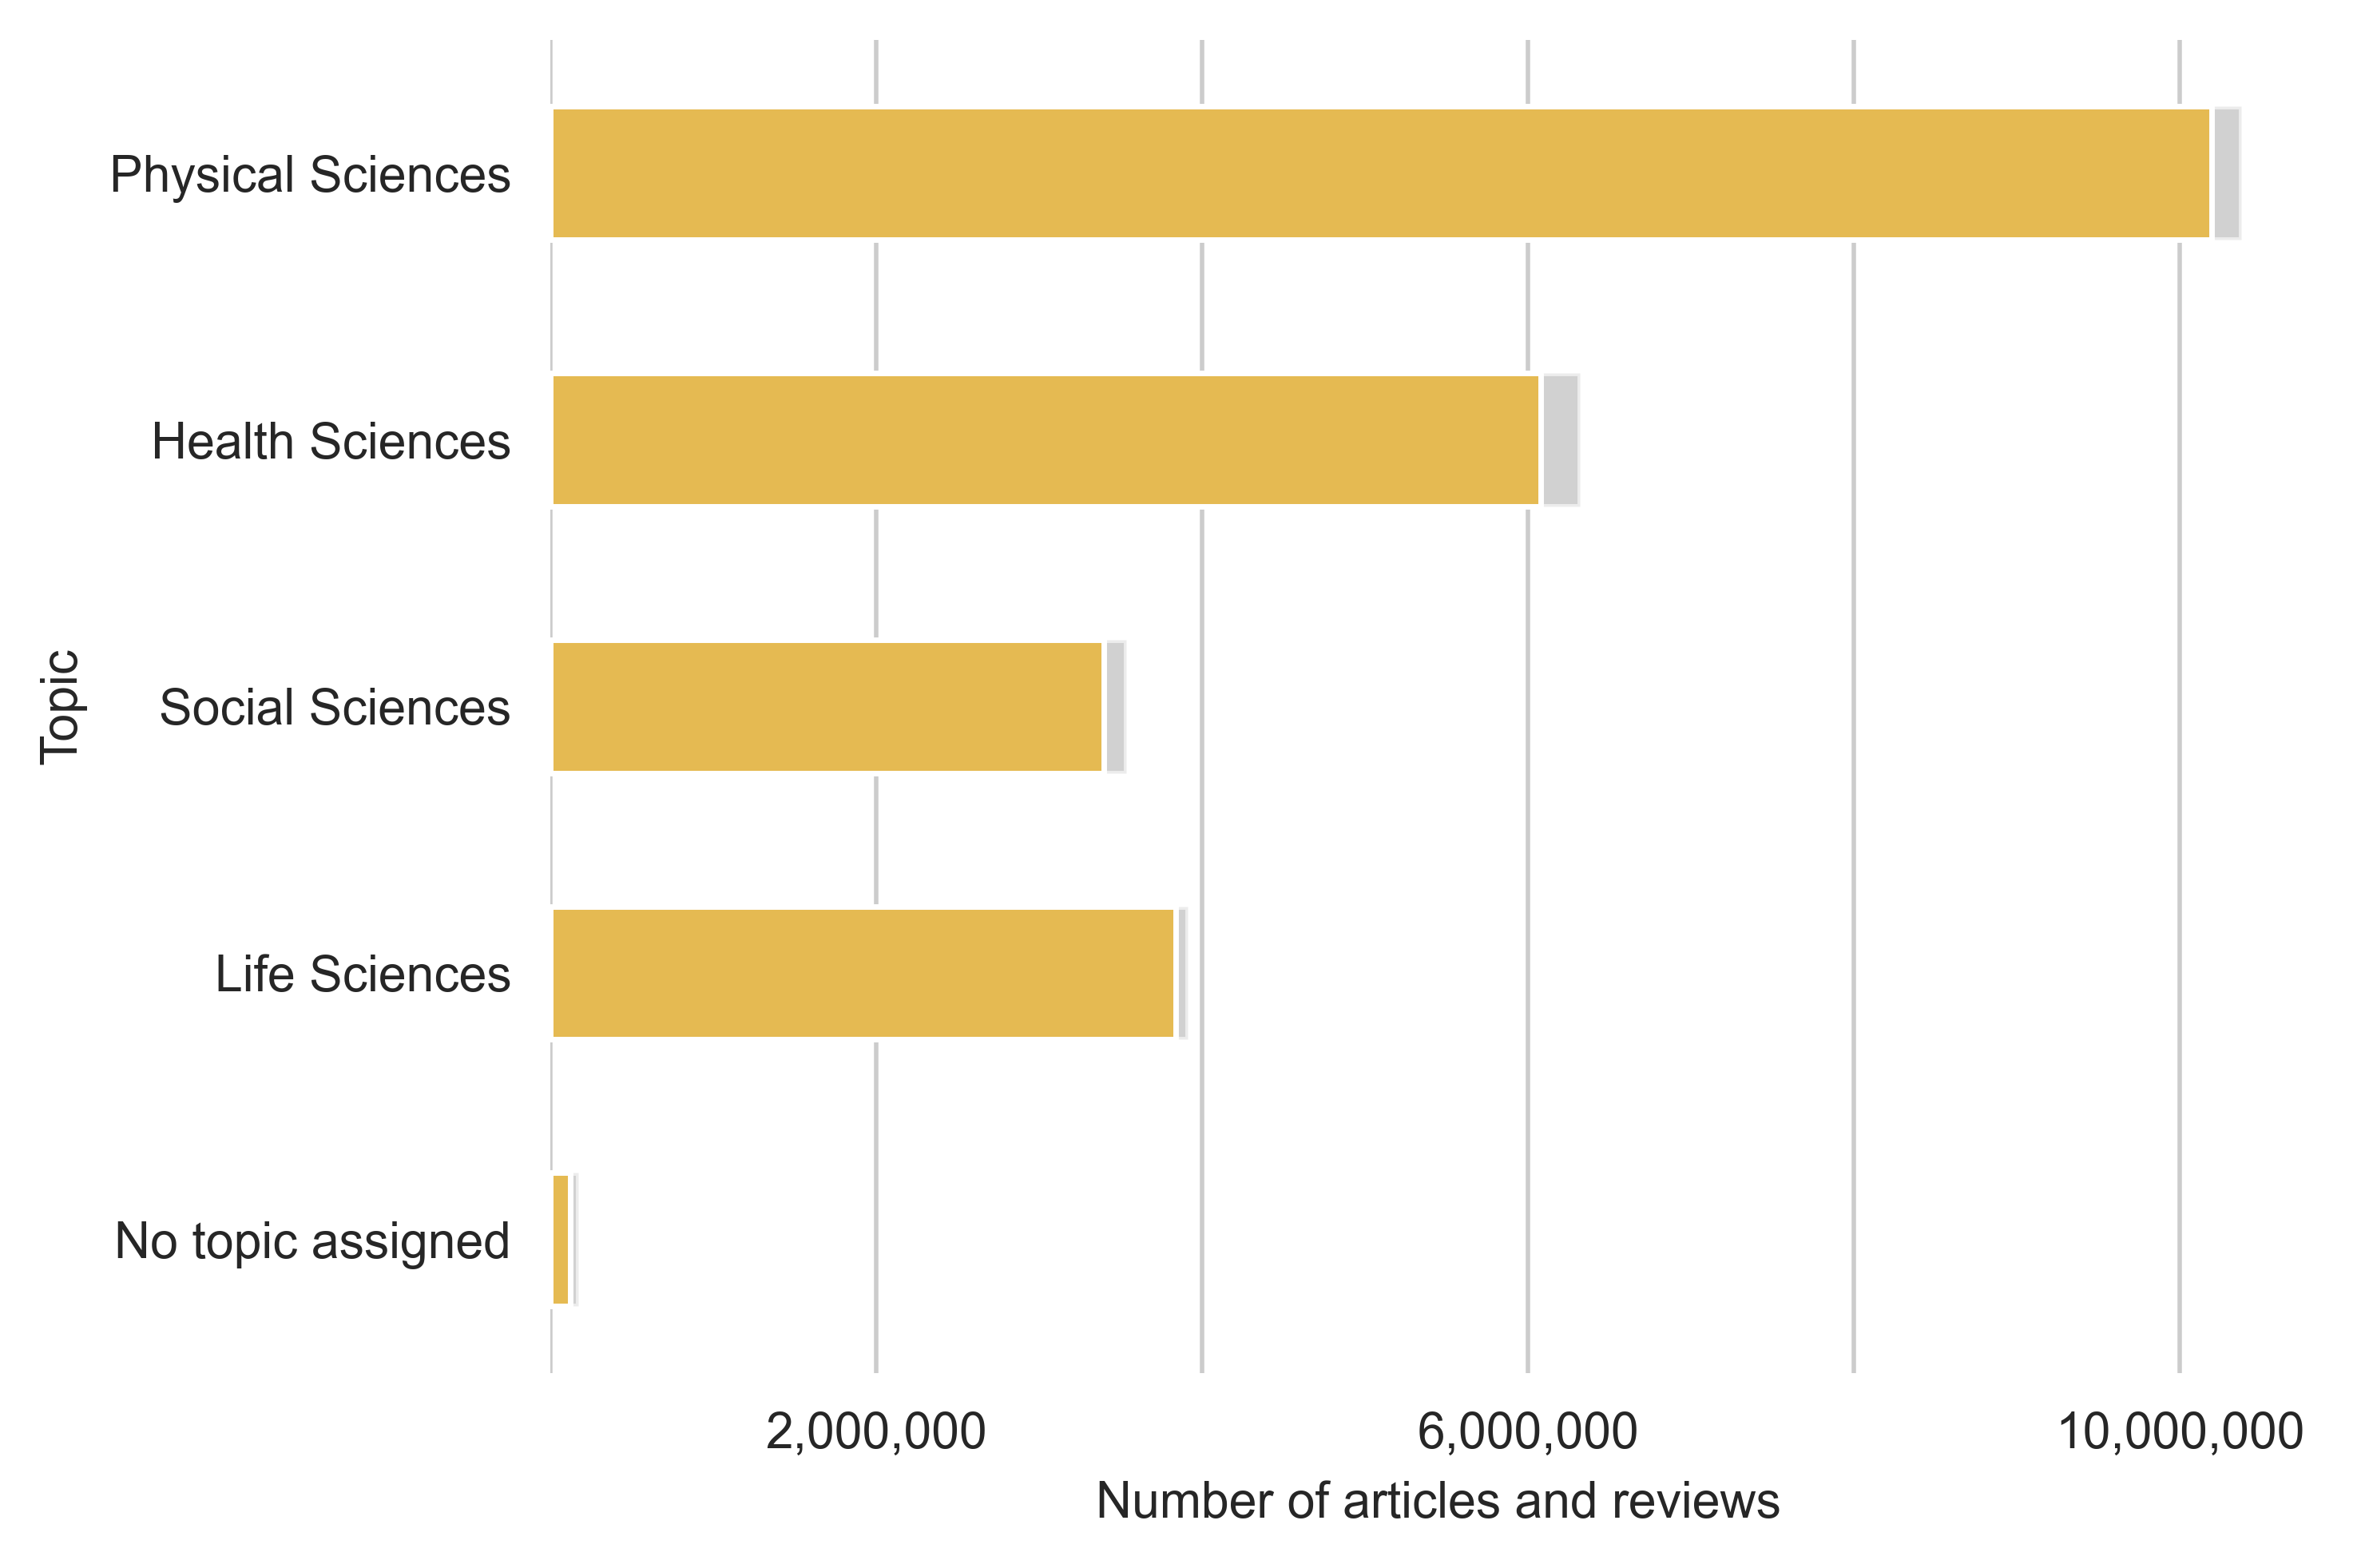 Physical Sciences
Health Sciences
Social Sciences
Life Sciences
No topic assigned
Topic
2,000,000
6,000,000
10,000,000
Number of articles and reviews